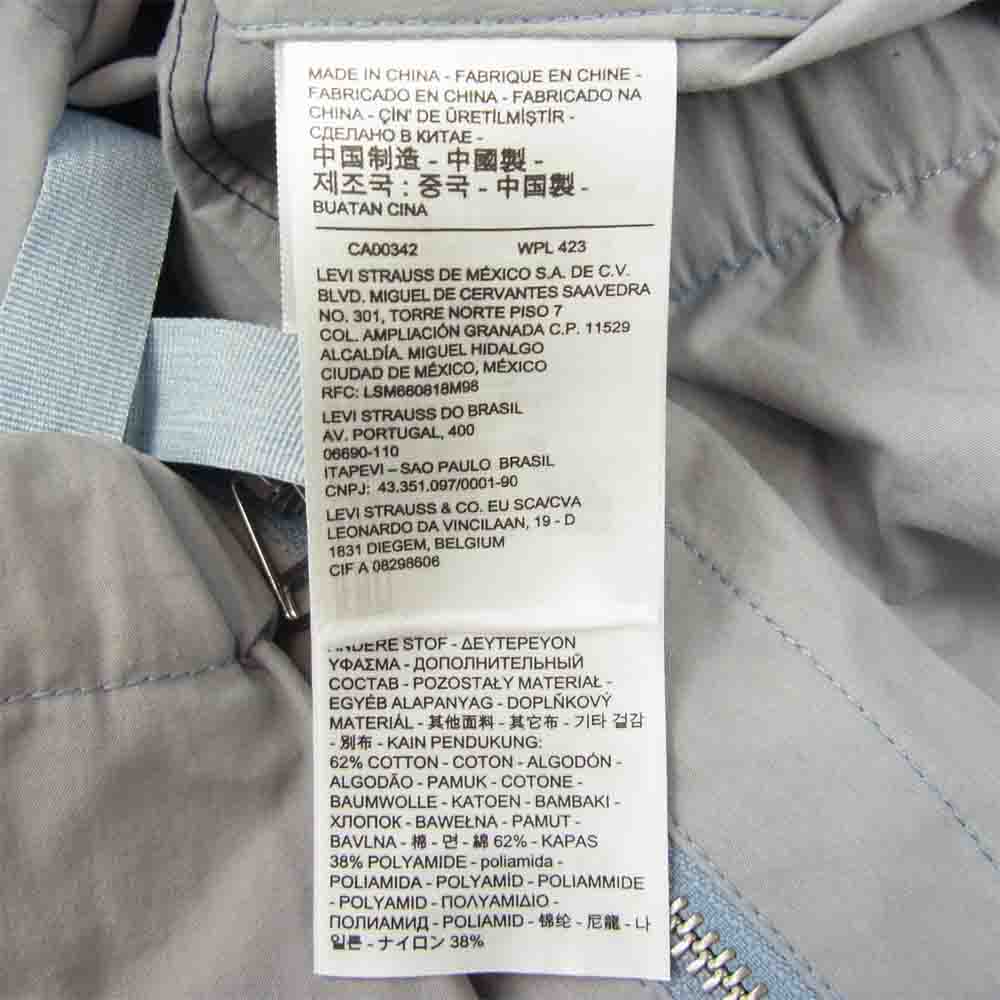 MADE IN CHINA - FABRIQUE EN CHINE -
FABRICADO EN CHINA - FABRICADO NA
CHINA - ÇİN' DE ÜRETİLMİŞTİR -
СДЕЛАНО В КИТАЕ -
中国制造 - 中國製 -
제조국 : 중국 - 中国製 -
BUATAN CINA
CA00342 WPL 423
LEVI STRAUSS DE MÉXICO S.A. DE C.V.
BLVD. MIGUEL DE CERVANTES SAAVEDRA
NO. 301, TORRE NORTE PISO 7
COL. AMPLIACIÓN GRANADA C.P. 11529
ALCALDÍA. MIGUEL HIDALGO
CIUDAD DE MÉXICO, MÉXICO
RFC: LSM660818M98
LEVI STRAUSS DO BRASIL
AV. PORTUGAL, 400
06690-110
ITAPEVI – SAO PAULO BRASIL
CNPJ: 43.351.097/0001-90
LEVI STRAUSS & CO. EU SCA/CVA
LEONARDO DA VINCILAAN, 19 - D
1831 DIEGEM, BELGIUM
CIF A 08298606
STOF - ΔΕΥΤΕΡΕΥΟΝ
ΥΦΑΣΜΑ - ДОПОЛНИТЕЛЬНЫЙ
СОСТАВ - POZOSTAŁY MATERIAŁ -
EGYÉB ALAPANYAG - DOPLŇKOVÝ
MATERIÁL - 其他面料 - 其它布 - 기타 겉감
- 別布 - KAIN PENDUKUNG:
62% COTTON - COTON - ALGODÓN -
ALGODÃO - PAMUK - COTONE -
BAUMWOLLE - KATOEN - ΒΑΜΒΑΚΙ -
ХЛОПОК - BAWEŁNA - PAMUT -
BAVLNA - 棉 - 면 - 綿 62% - KAPAS
38% POLYAMIDE - poliamida -
POLIAMIDA - POLYAMİD - POLIAMMIDE
- POLYAMID - ΠΟΛΥΑΜΙΔΙΟ -
ПОЛИАМИД - POLIAMID - 锦纶 - 尼龍 - 나
일론 - ナイロン 38%